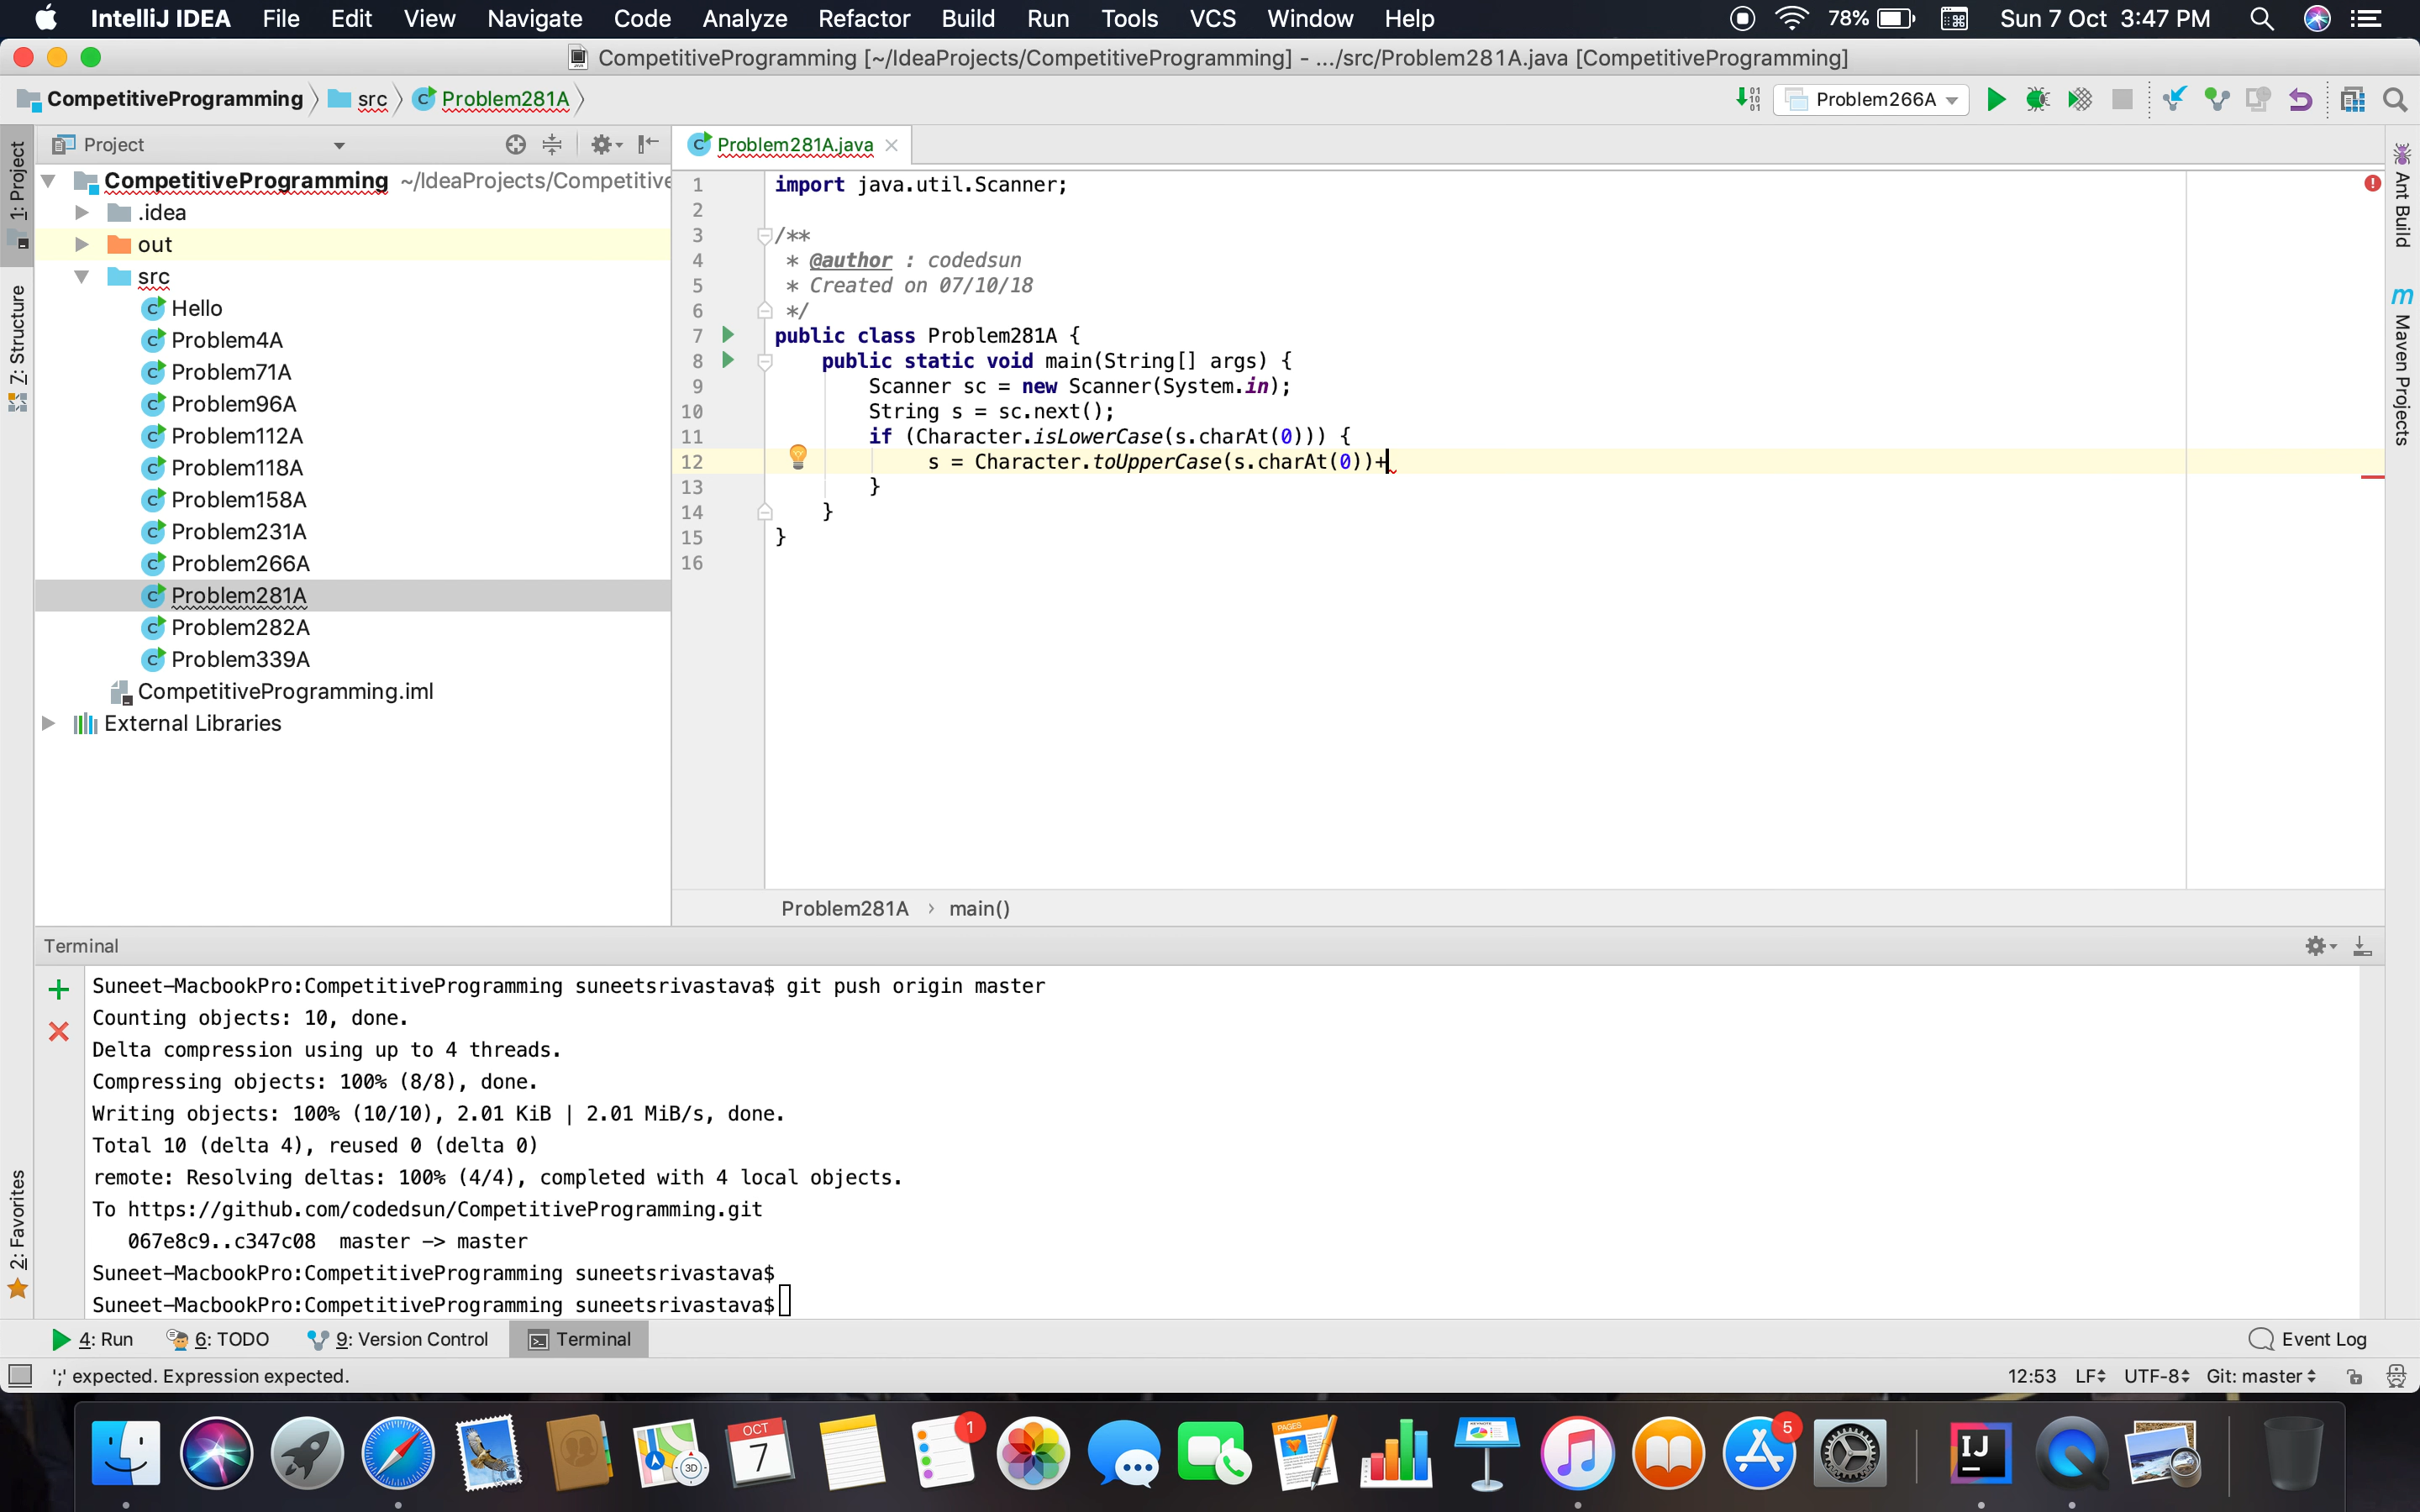 IntelliJ IDEA File Edit View Navigate Code Analyze Refactor Build Run Tools VCS Window Help 78% Sun 7 Oct 3:47 PM
CompetitiveProgramming [~/IdeaProjects/CompetitiveProgramming] - .../src/Problem281A.java [CompetitiveProgramming]
CompetitiveProgramming src Problem281A Problem266A
1: Project
7: Structure
2: Favorites
Project
CompetitiveProgramming ~/IdeaProjects/Competitive
.idea
out
src
Hello
Problem4A
Problem71A
Problem96A
Problem112A
Problem118A
Problem158A
Problem231A
Problem266A
Problem281A
Problem282A
Problem339A
CompetitiveProgramming.iml
External Libraries
Problem281A.java
1 import java.util.Scanner;
2
3 /**
4 * @author : codedsun
5 * Created on 07/10/18
6 */
7 public class Problem281A {
8 public static void main(String[] args) {
9 Scanner sc = new Scanner(System.in);
10 String s = sc.next();
11 if (Character.isLowerCase(s.charAt(0))) {
12 s = Character.toUpperCase(s.charAt(0))+
13 }
14 }
15 }
16
Problem281A › main()
Ant Build
Maven Projects
Terminal
Suneet-MacbookPro:CompetitiveProgramming suneetsrivastava$ git push origin master
Counting objects: 10, done.
Delta compression using up to 4 threads.
Compressing objects: 100% (8/8), done.
Writing objects: 100% (10/10), 2.01 KiB | 2.01 MiB/s, done.
Total 10 (delta 4), reused 0 (delta 0)
remote: Resolving deltas: 100% (4/4), completed with 4 local objects.
To https://github.com/codedsun/CompetitiveProgramming.git
067e8c9..c347c08 master -> master
Suneet-MacbookPro:CompetitiveProgramming suneetsrivastava$
Suneet-MacbookPro:CompetitiveProgramming suneetsrivastava$
4: Run 6: TODO 9: Version Control Terminal Event Log
';' expected. Expression expected. 12:53 LF UTF-8 Git: master
3D
OCT
7
1
PAGES
5
IJ